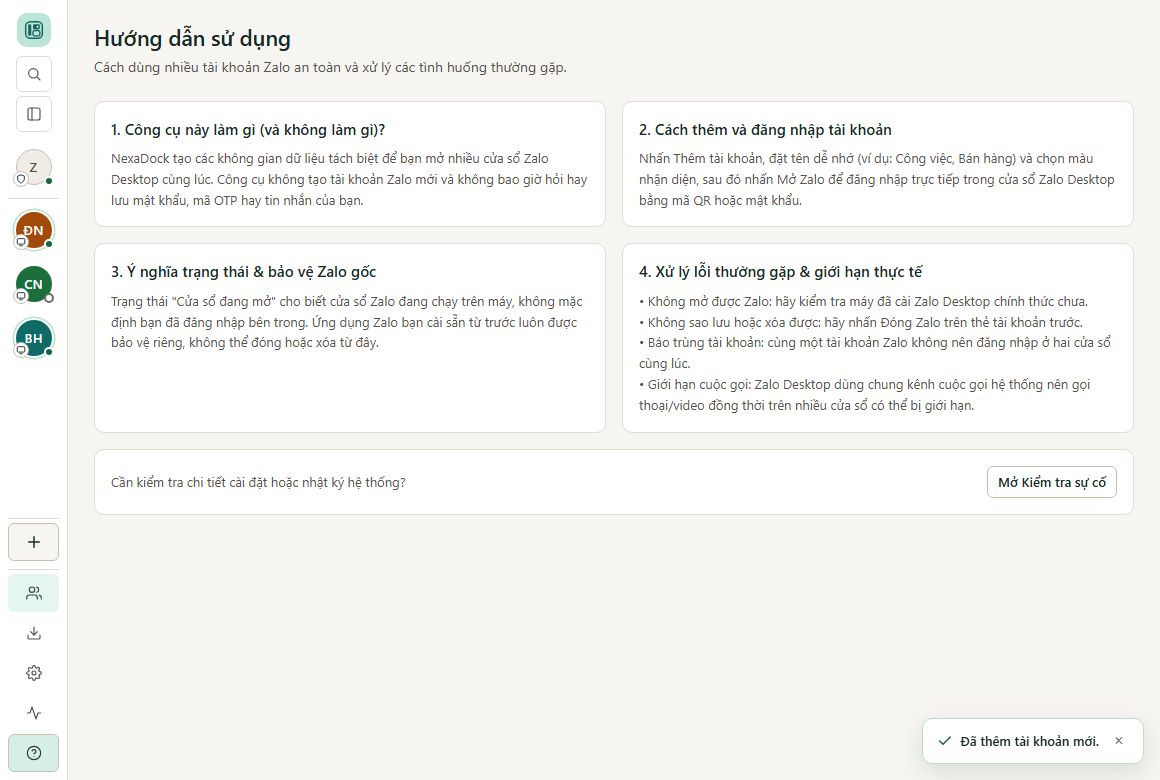 Hướng dẫn sử dụng
Cách dùng nhiều tài khoản Zalo an toàn và xử lý các tình huống thường gặp.
Z
ĐN
CN
BH
1. Công cụ này làm gì (và không làm gì)?
NexaDock tạo các không gian dữ liệu tách biệt để bạn mở nhiều cửa sổ Zalo
Desktop cùng lúc. Công cụ không tạo tài khoản Zalo mới và không bao giờ hỏi hay
lưu mật khẩu, mã OTP hay tin nhắn của bạn.
2. Cách thêm và đăng nhập tài khoản
Nhấn Thêm tài khoản, đặt tên dễ nhớ (ví dụ: Công việc, Bán hàng) và chọn màu
nhận diện, sau đó nhấn Mở Zalo để đăng nhập trực tiếp trong cửa sổ Zalo Desktop
bằng mã QR hoặc mật khẩu.
3. Ý nghĩa trạng thái & bảo vệ Zalo gốc
Trạng thái "Cửa sổ đang mở" cho biết cửa sổ Zalo đang chạy trên máy, không mặc
định bạn đã đăng nhập bên trong. Ứng dụng Zalo bạn cài sẵn từ trước luôn được
bảo vệ riêng, không thể đóng hoặc xóa từ đây.
4. Xử lý lỗi thường gặp & giới hạn thực tế
• Không mở được Zalo: hãy kiểm tra máy đã cài Zalo Desktop chính thức chưa.
• Không sao lưu hoặc xóa được: hãy nhấn Đóng Zalo trên thẻ tài khoản trước.
• Báo trùng tài khoản: cùng một tài khoản Zalo không nên đăng nhập ở hai cửa sổ
cùng lúc.
• Giới hạn cuộc gọi: Zalo Desktop dùng chung kênh cuộc gọi hệ thống nên gọi
thoại/video đồng thời trên nhiều cửa sổ có thể bị giới hạn.
Cần kiểm tra chi tiết cài đặt hoặc nhật ký hệ thống?
Mở Kiểm tra sự cố
Đã thêm tài khoản mới.